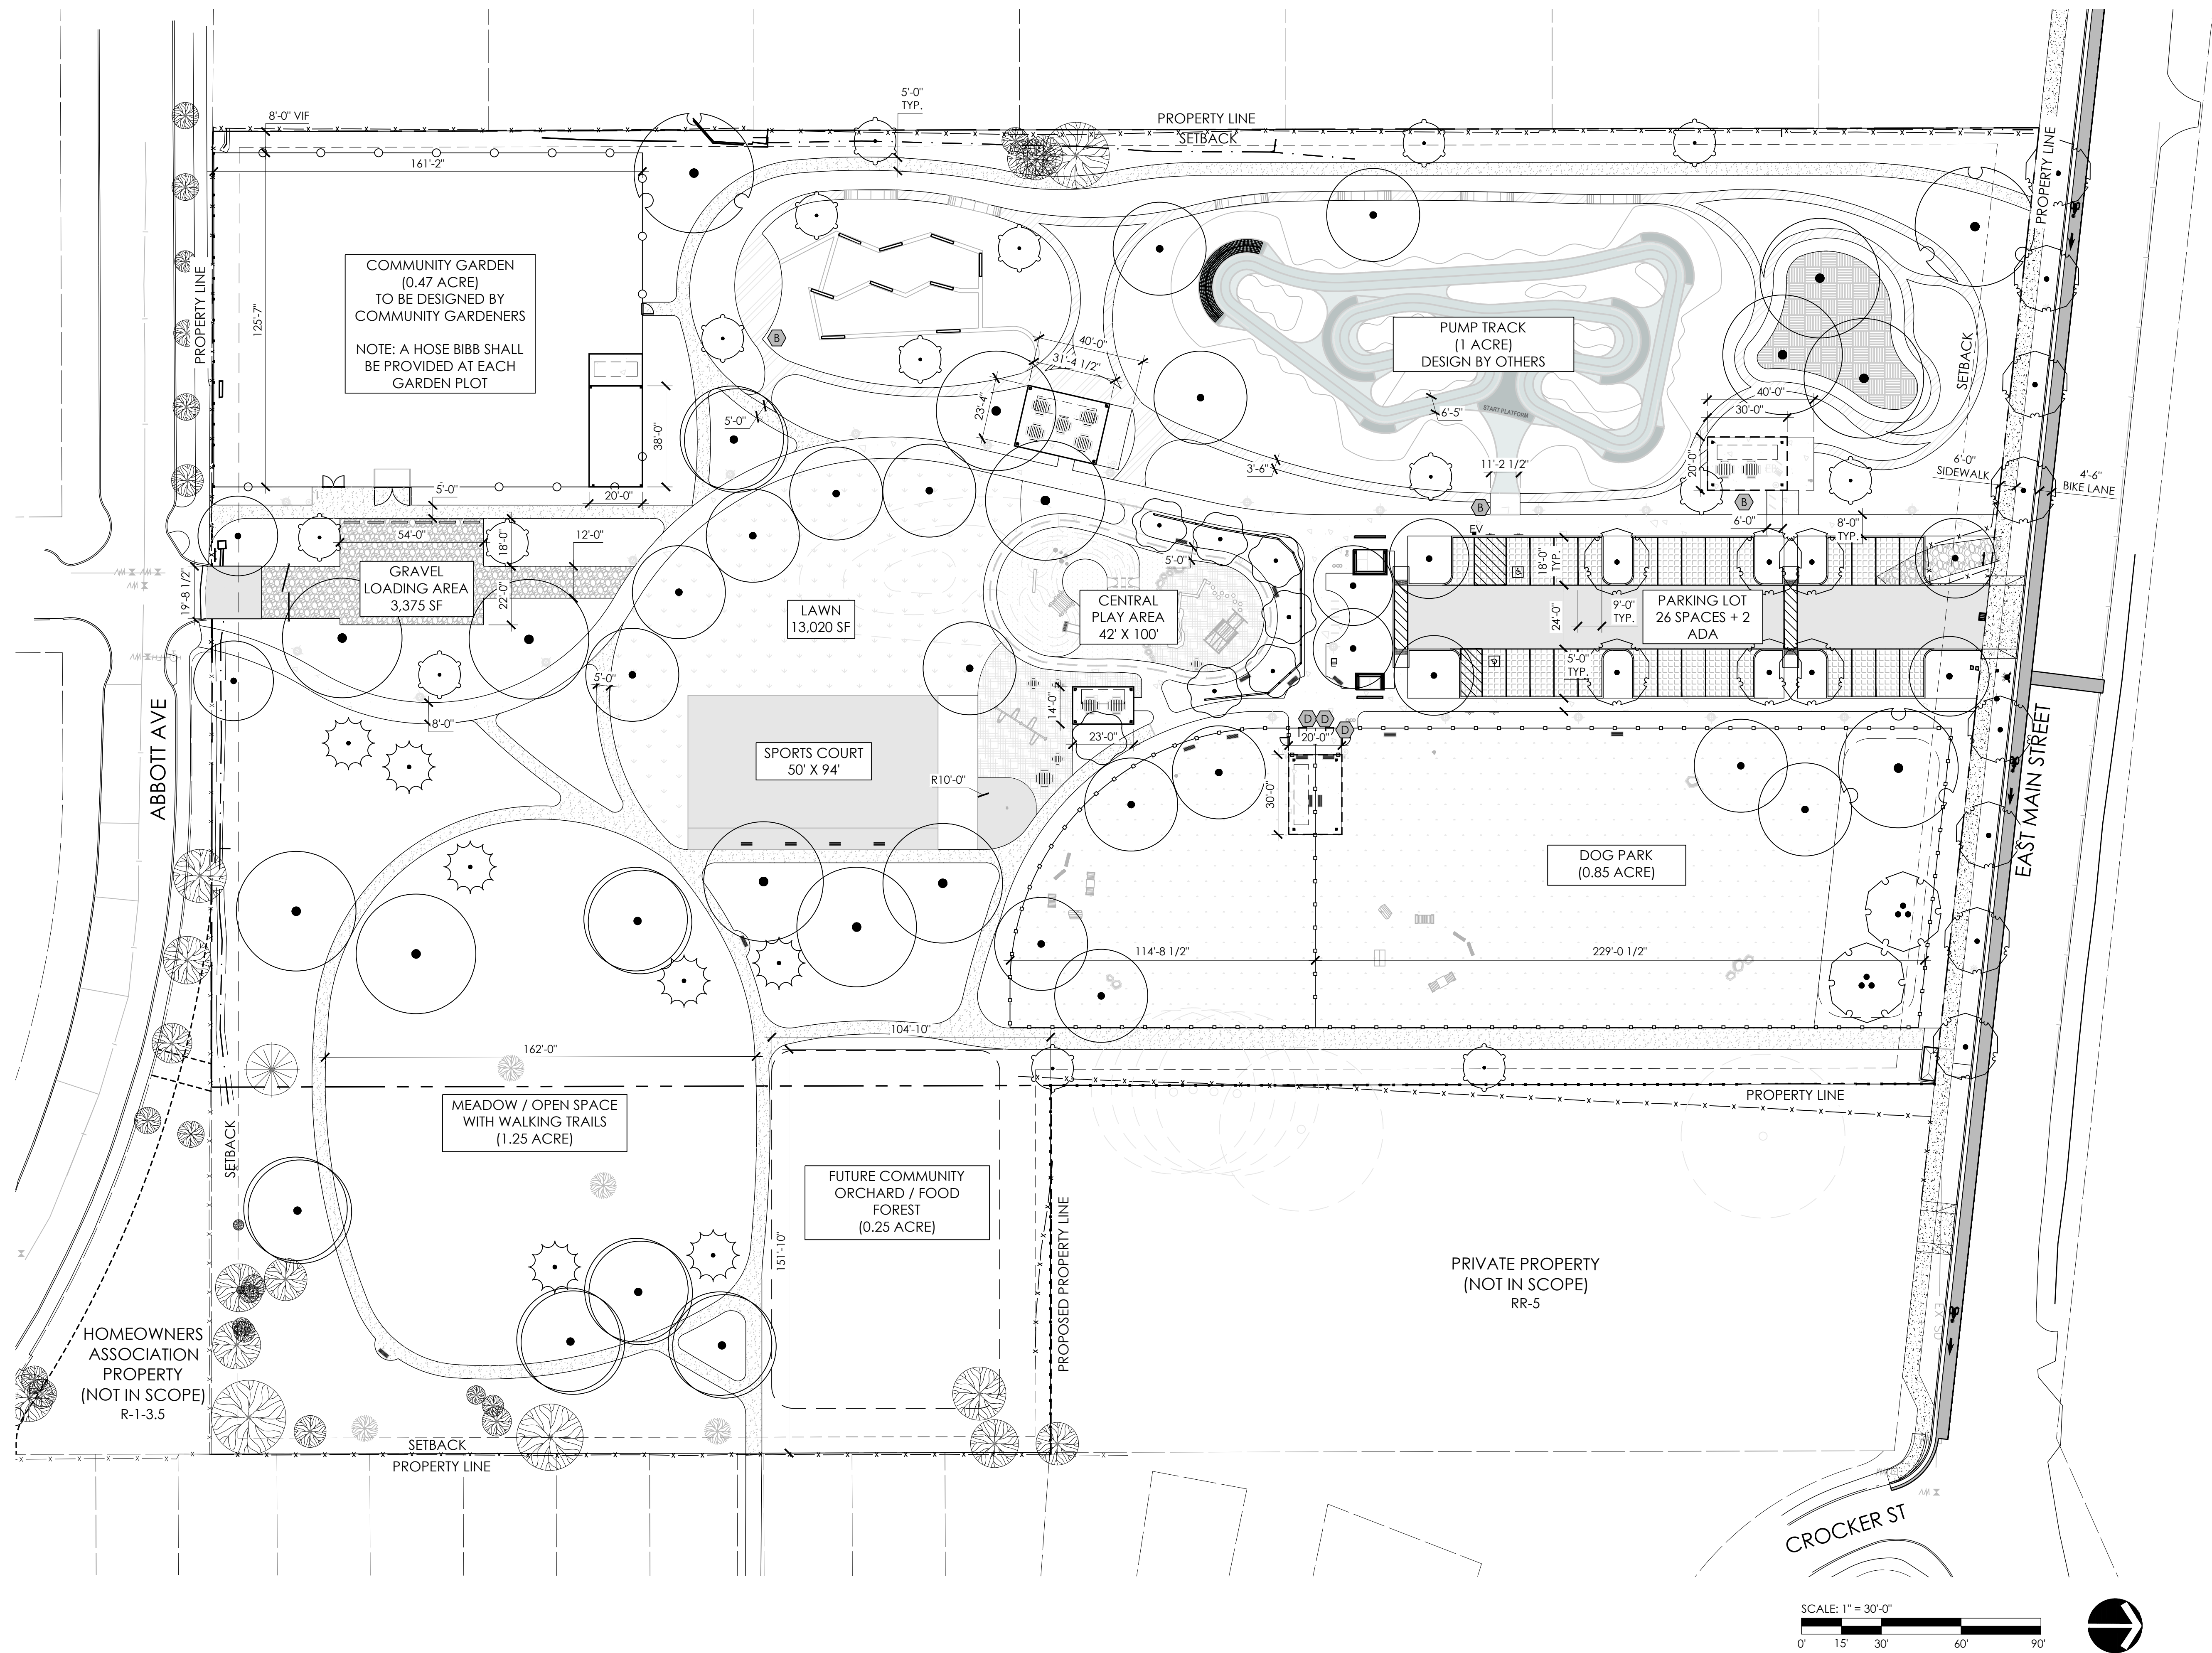 5'-0"
TYP.
PROPERTY LINE
SETBACK
8'-0" VIF
161'-2"
PROPERTY LINE
PROPERTY LINE
125'-7"
COMMUNITY GARDEN
(0.47 ACRE)
TO BE DESIGNED BY
COMMUNITY GARDENERS
NOTE: A HOSE BIBB SHALL
BE PROVIDED AT EACH
GARDEN PLOT
B
40'-0"
31'-4 1/2"
23'-4"
5'-0"
38'-0"
20'-0"
5'-0"
PUMP TRACK
(1 ACRE)
DESIGN BY OTHERS
START PLATFORM
6'-5"
3'-6"
11'-2 1/2"
B
SETBACK
40'-0"
30'-0"
20'-0"
B
6'-0"
SIDEWALK
4'-6"
BIKE LANE
54'-0"
18'-0"
12'-0"
GRAVEL
LOADING AREA
3,375 SF
22'-0"
19'-8 1/2"
LAWN
13,020 SF
5'-0"
CENTRAL
PLAY AREA
42' X 100'
EV
6'-0"
8'-0"
TYP.
18'-0"
TYP.
24'-0"
9'-0"
TYP.
PARKING LOT
26 SPACES + 2
ADA
5'-0"
TYP.
5'-0"
8'-0"
ABBOTT AVE
SPORTS COURT
50' X 94'
R10'-0"
14'-0"
23'-0"
D
D
D
20'-0"
30'-0"
EAST MAIN STREET
DOG PARK
(0.85 ACRE)
114'-8 1/2"
229'-0 1/2"
104'-10"
162'-0"
PROPERTY LINE
MEADOW / OPEN SPACE
WITH WALKING TRAILS
(1.25 ACRE)
SETBACK
FUTURE COMMUNITY
ORCHARD / FOOD
FOREST
(0.25 ACRE)
151'-10"
PROPOSED PROPERTY LINE
PRIVATE PROPERTY
(NOT IN SCOPE)
RR-5
HOMEOWNERS
ASSOCIATION
PROPERTY
(NOT IN SCOPE)
R-1-3.5
SETBACK
PROPERTY LINE
CROCKER ST
SCALE: 1" = 30'-0"
0' 15' 30' 60' 90'